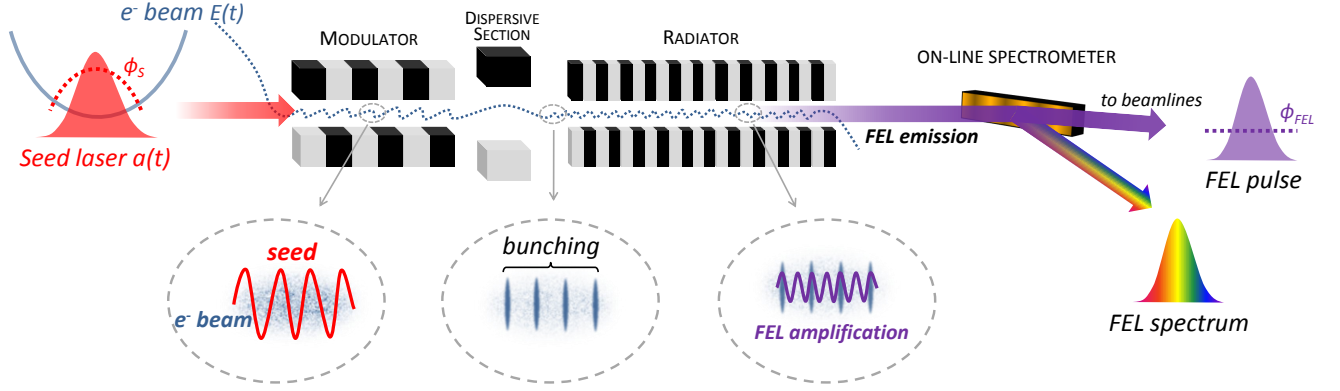 e⁻ beam E(t)
ϕS
Seed laser a(t)
MODULATOR
DISPERSIVE
SECTION
RADIATOR
ON-LINE SPECTROMETER
to beamlines
FEL emission
ϕFEL
FEL pulse
seed
e⁻ beam
bunching
FEL amplification
FEL spectrum